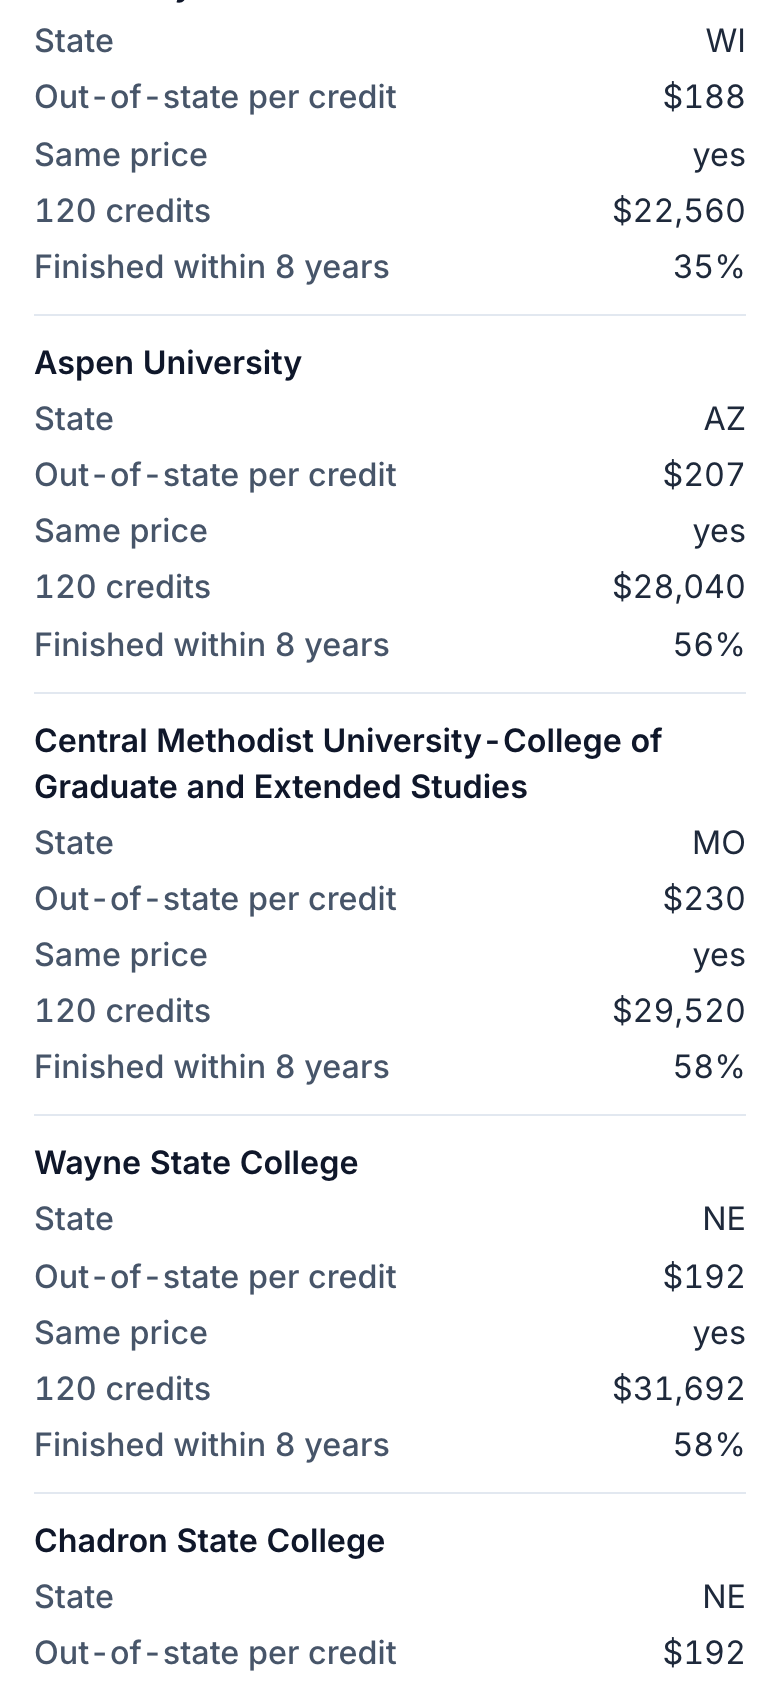 State WI
Out-of-state per credit $188
Same price yes
120 credits $22,560
Finished within 8 years 35%
Aspen University
State AZ
Out-of-state per credit $207
Same price yes
120 credits $28,040
Finished within 8 years 56%
Central Methodist University-College of
Graduate and Extended Studies
State MO
Out-of-state per credit $230
Same price yes
120 credits $29,520
Finished within 8 years 58%
Wayne State College
State NE
Out-of-state per credit $192
Same price yes
120 credits $31,692
Finished within 8 years 58%
Chadron State College
State NE
Out-of-state per credit $192